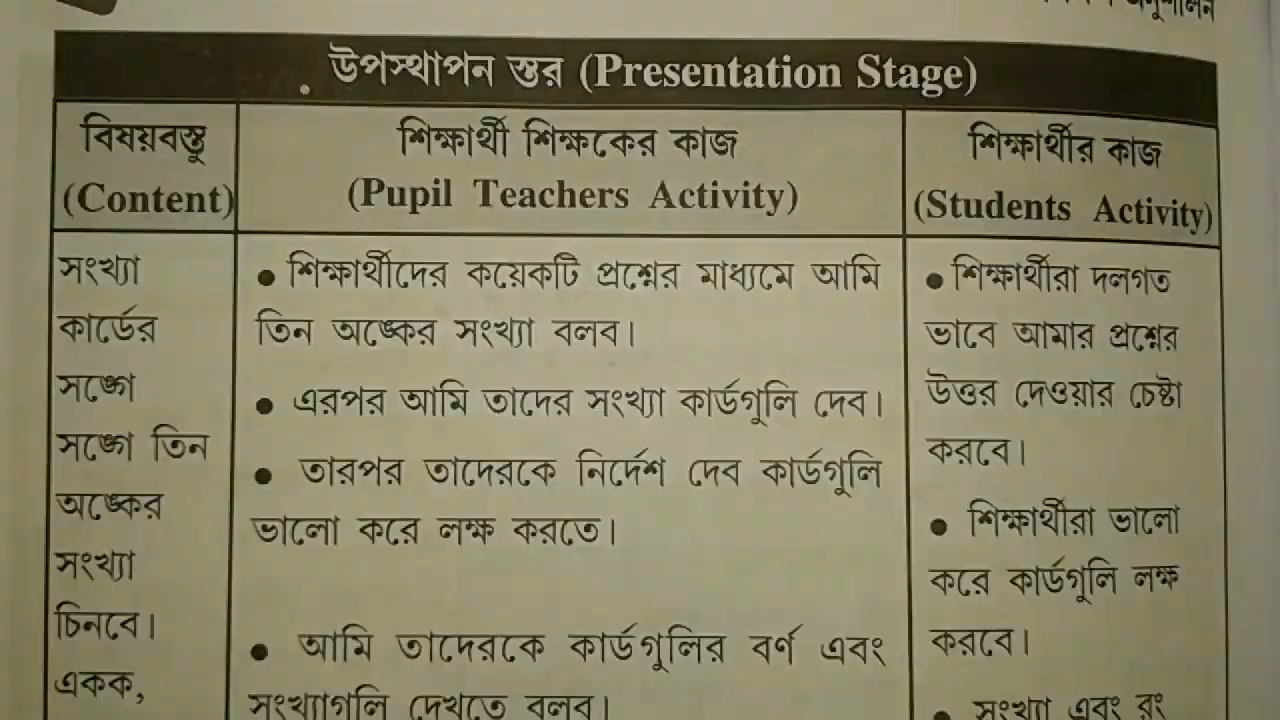 অনুশীলন
উপস্থাপন স্তর (Presentation Stage)
বিষয়বস্তু
(Content)
শিক্ষার্থী শিক্ষকের কাজ
(Pupil Teachers Activity)
শিক্ষার্থীর কাজ
(Students Activity)
সংখ্যা
কার্ডের
সঙ্গে
সঙ্গে তিন
অঙ্কের
সংখ্যা
চিনবে।
একক,
● শিক্ষার্থীদের কয়েকটি প্রশ্নের মাধ্যমে আমি
তিন অঙ্কের সংখ্যা বলব।
● এরপর আমি তাদের সংখ্যা কার্ডগুলি দেব।
● তারপর তাদেরকে নির্দেশ দেব কার্ডগুলি
ভালো করে লক্ষ করতে।
● আমি তাদেরকে কার্ডগুলির বর্ণ এবং
সংখ্যাগুলি দেখতে বলব।
● শিক্ষার্থীরা দলগত
ভাবে আমার প্রশ্নের
উত্তর দেওয়ার চেষ্টা
করবে।
● শিক্ষার্থীরা ভালো
করে কার্ডগুলি লক্ষ
করবে।
● সংখ্যা এবং রং